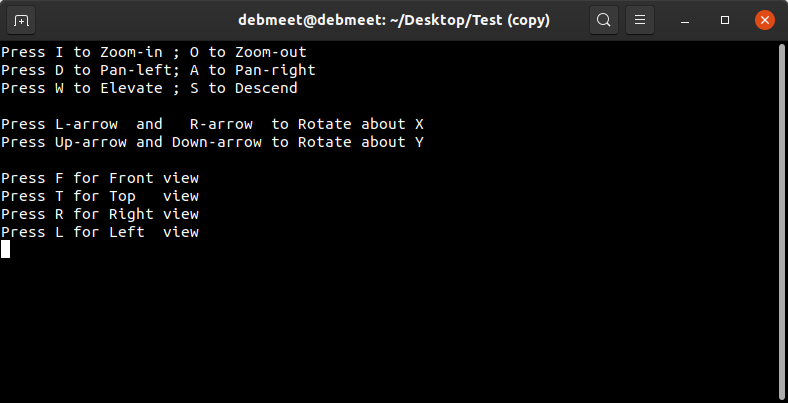 debmeet@debmeet: ~/Desktop/Test (copy)
Press I to Zoom-in ; O to Zoom-out
Press D to Pan-left; A to Pan-right
Press W to Elevate ; S to Descend
Press L-arrow  and   R-arrow  to Rotate about X
Press Up-arrow and Down-arrow to Rotate about Y
Press F for Front view
Press T for Top   view
Press R for Right view
Press L for Left  view